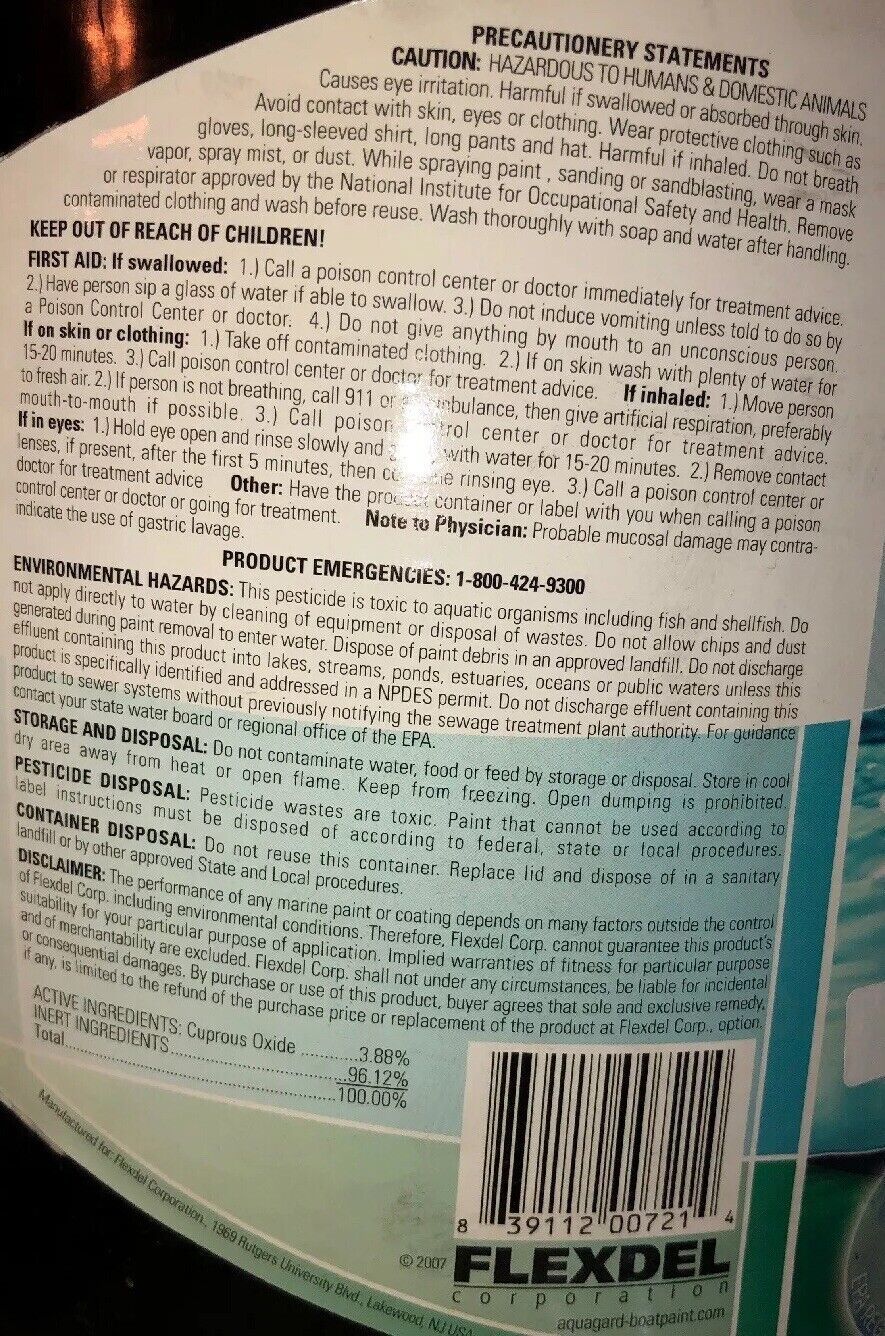 PRECAUTIONERY STATEMENTS
CAUTION: HAZARDOUS TO HUMANS & DOMESTIC ANIMALS
Causes eye irritation. Harmful if swallowed or absorbed through skin.
Avoid contact with skin, eyes or clothing. Wear protective clothing such as
gloves, long-sleeved shirt, long pants and hat. Harmful if inhaled. Do not breath
vapor, spray mist, or dust. While spraying paint , sanding or sandblasting, wear a mask
or respirator approved by the National Institute for Occupational Safety and Health. Remove
contaminated clothing and wash before reuse. Wash thoroughly with soap and water after handling.
KEEP OUT OF REACH OF CHILDREN!
FIRST AID: If swallowed: 1.) Call a poison control center or doctor immediately for treatment advice.
2.) Have person sip a glass of water if able to swallow. 3.) Do not induce vomiting unless told to do so by
a Poison Control Center or doctor. 4.) Do not give anything by mouth to an unconscious person.
If on skin or clothing: 1.) Take off contaminated clothing. 2.) If on skin wash with plenty of water for
15-20 minutes. 3.) Call poison control center or doctor for treatment advice. If inhaled: 1.) Move person
to fresh air. 2.) If person is not breathing, call 911 or ambulance, then give artificial respiration, preferably
mouth-to-mouth if possible. 3.) Call poison control center or doctor for treatment advice.
If in eyes: 1.) Hold eye open and rinse slowly and with water for 15-20 minutes. 2.) Remove contact
lenses, if present, after the first 5 minutes, then rinsing eye. 3.) Call a poison control center or
doctor for treatment advice Other: Have the product container or label with you when calling a poison
control center or doctor or going for treatment. Note to Physician: Probable mucosal damage may contra-
indicate the use of gastric lavage.
PRODUCT EMERGENCIES: 1-800-424-9300
ENVIRONMENTAL HAZARDS: This pesticide is toxic to aquatic organisms including fish and shellfish. Do
not apply directly to water by cleaning of equipment or disposal of wastes. Do not allow chips and dust
generated during paint removal to enter water. Dispose of paint debris in an approved landfill. Do not discharge
effluent containing this product into lakes, streams, ponds, estuaries, oceans or public waters unless this
product is specifically identified and addressed in a NPDES permit. Do not discharge effluent containing this
product to sewer systems without previously notifying the sewage treatment plant authority. For guidance
contact your state water board or regional office of the EPA.
STORAGE AND DISPOSAL: Do not contaminate water, food or feed by storage or disposal. Store in cool
dry area away from heat or open flame. Keep from freezing. Open dumping is prohibited.
PESTICIDE DISPOSAL: Pesticide wastes are toxic. Paint that cannot be used according to
label instructions must be disposed of according to federal, state or local procedures.
CONTAINER DISPOSAL: Do not reuse this container. Replace lid and dispose of in a sanitary
landfill or by other approved State and Local procedures.
DISCLAIMER: The performance of any marine paint or coating depends on many factors outside the control
of Flexdel Corp. including environmental conditions. Therefore, Flexdel Corp. cannot guarantee this product's
suitability for your particular purpose of application. Implied warranties of fitness for particular purpose
and of merchantability are excluded. Flexdel Corp. shall not under any circumstances, be liable for incidental
or consequential damages. By purchase or use of this product, buyer agrees that sole and exclusive remedy,
if any, is limited to the refund of the purchase price or replacement of the product at Flexdel Corp., option.
ACTIVE INGREDIENTS: Cuprous Oxide ............3.88%
INERT INGREDIENTS..............................96.12%
Total.................................................100.00%
Manufactured for: Flexdel Corporation, 1969 Rutgers University Blvd., Lakewood, NJ USA
8 39112 00721 4
© 2007 FLEXDEL
corporation
aquagard-boatpaint.com